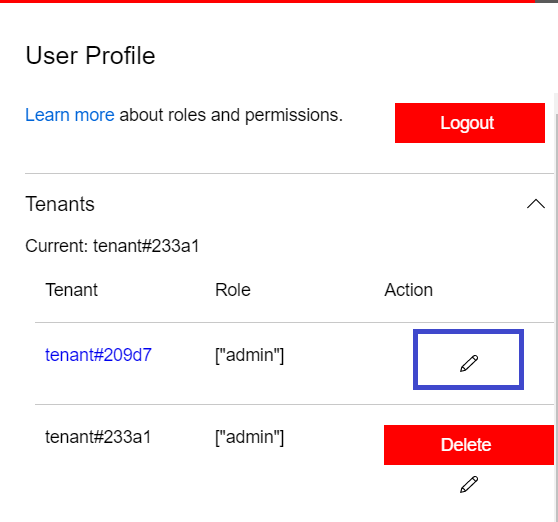 User Profile
Learn more about roles and permissions.
Logout
Tenants
Current: tenant#233a1
Tenant Role Action
tenant#209d7 ["admin"]
tenant#233a1 ["admin"] Delete